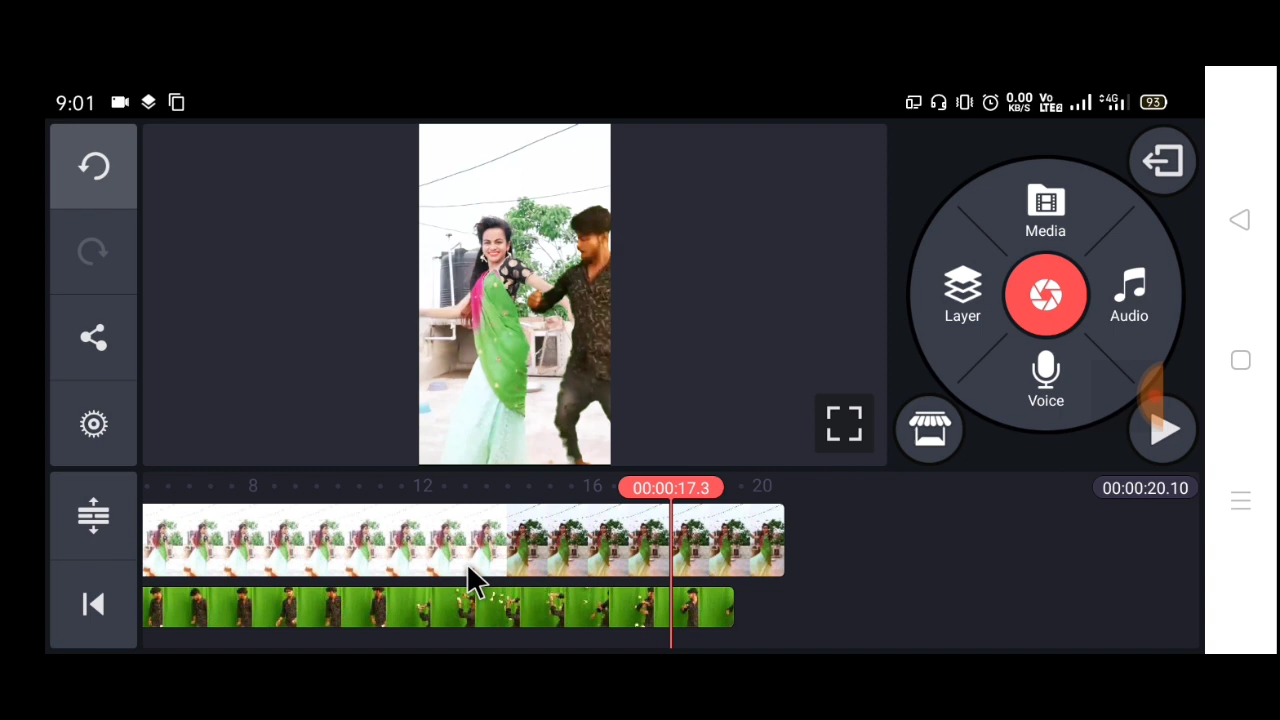 9:01
0.00 KB/S
Vo LTE2
4G
93
Media
Layer
Audio
Voice
8
12
16
00:00:17.3
20
00:00:20.10